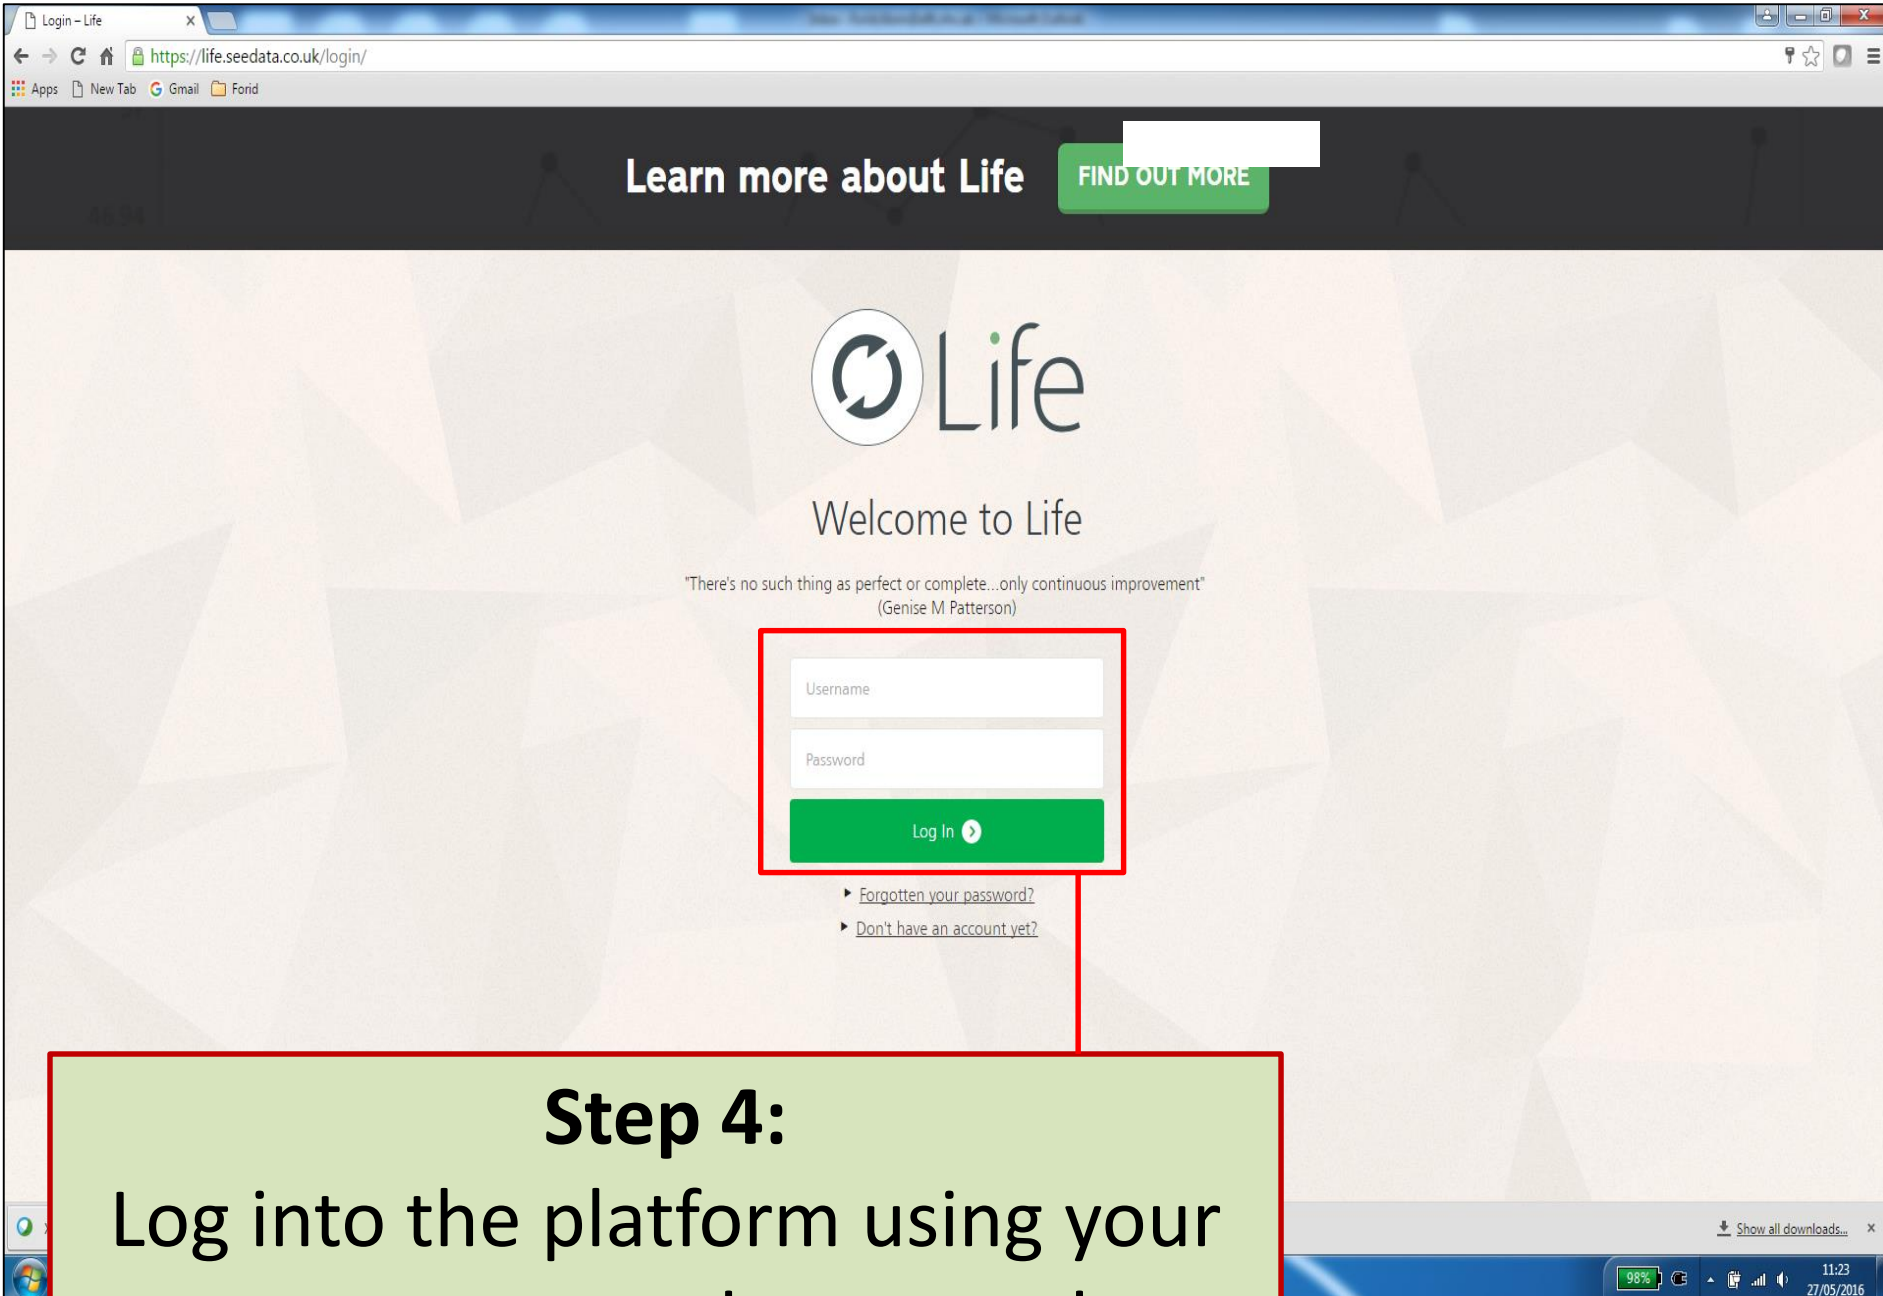 Login – Life
https://life.seedata.co.uk/login/
Apps New Tab Gmail Forid
Learn more about Life
FIND OUT MORE
Life
Welcome to Life
"There's no such thing as perfect or complete...only continuous improvement"
(Genise M Patterson)
Username
Password
Log In
Forgotten your password?
Don't have an account yet?
Step 4:
Log into the platform using your
Show all downloads...
98%
11:23
27/05/2016